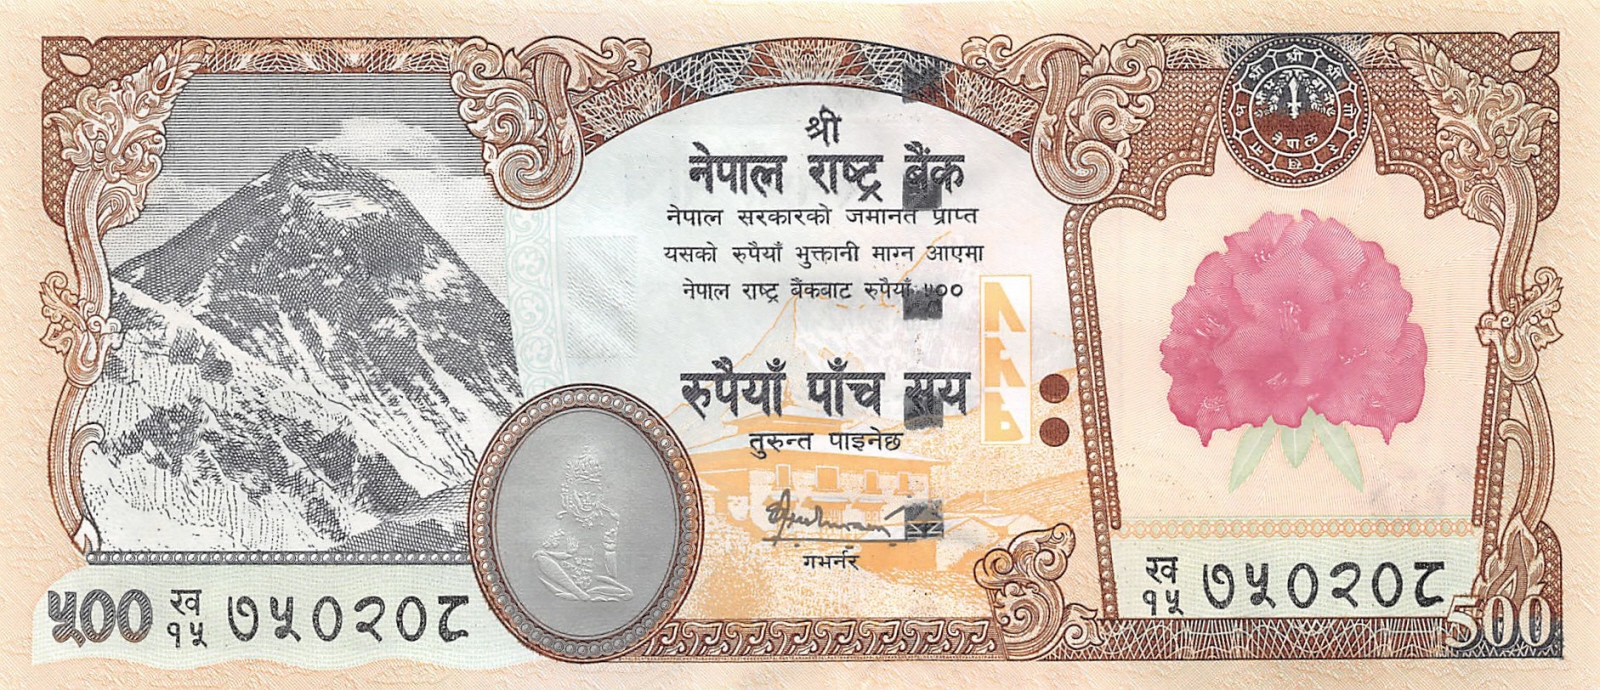 श्री
नेपाल राष्ट्र बैंक
नेपाल सरकारको जमानत प्राप्त
यसको रुपैयाँ भुक्तानी माग्न आएमा
नेपाल राष्ट्र बैंकबाट रुपैयाँ ५००
रुपैयाँ पाँच सय
तुरुन्त पाइनेछ
गभर्नर
५०० ख १५ ७५०२०८
ख १५ ७५०२०८
500